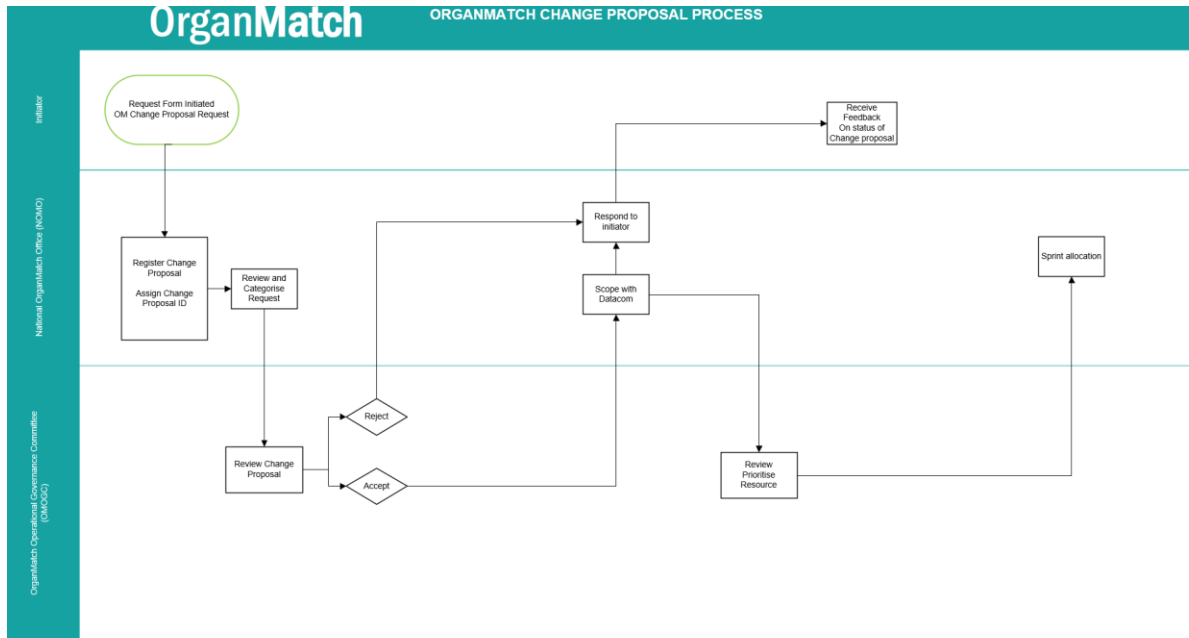 OrganMatch
ORGANMATCH CHANGE PROPOSAL PROCESS
Initiator
Request Form Initiated
OM Change Proposal Request
Receive
Feedback
On status of
Change proposal
National OrganMatch Office (NOMO)
Register Change
Proposal
Assign Change
Proposal ID
Review and
Categorise
Request
Respond to
initiator
Scope with
Datacom
Sprint allocation
OrganMatch Operational Governance Committee
(OMOGC)
Review Change
Proposal
Reject
Accept
Review
Prioritise
Resource